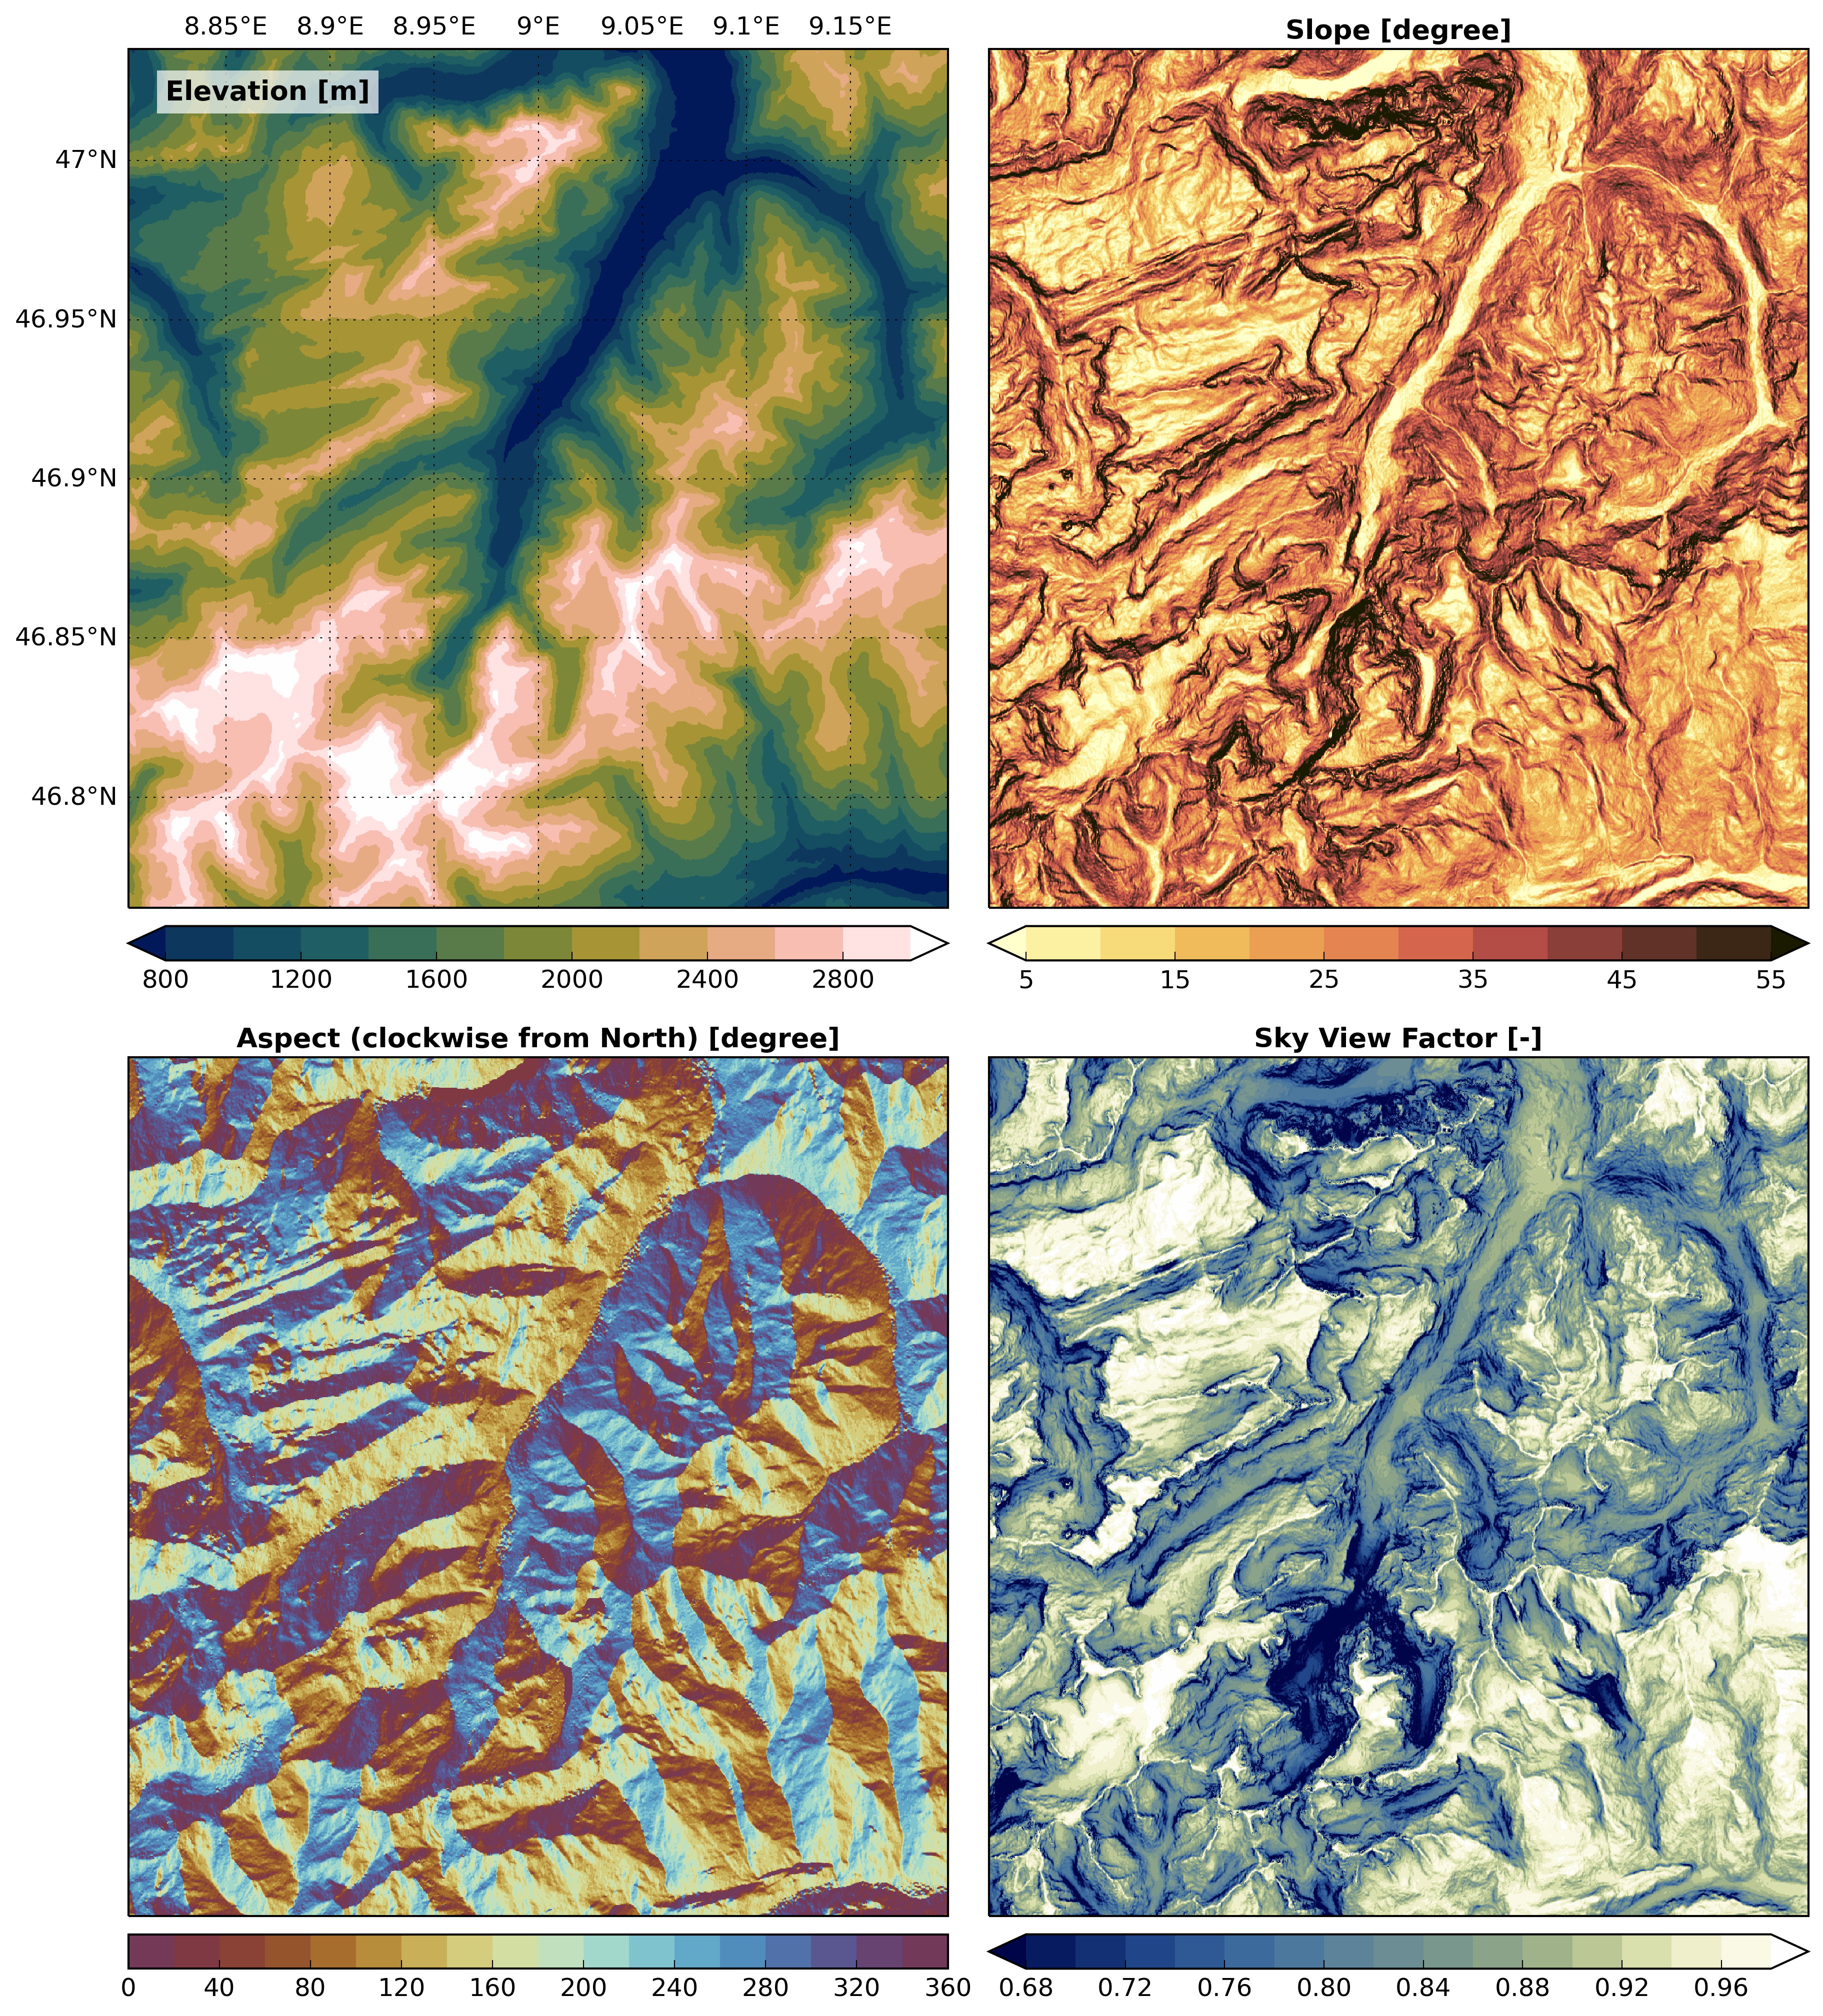 8.85°E 8.9°E 8.95°E 9°E 9.05°E 9.1°E 9.15°E
Slope [degree]
Elevation [m]
47°N
46.95°N
46.9°N
46.85°N
46.8°N
800 1200 1600 2000 2400 2800
5 15 25 35 45 55
Aspect (clockwise from North) [degree]
Sky View Factor [-]
0 40 80 120 160 200 240 280 320 360
0.68 0.72 0.76 0.80 0.84 0.88 0.92 0.96